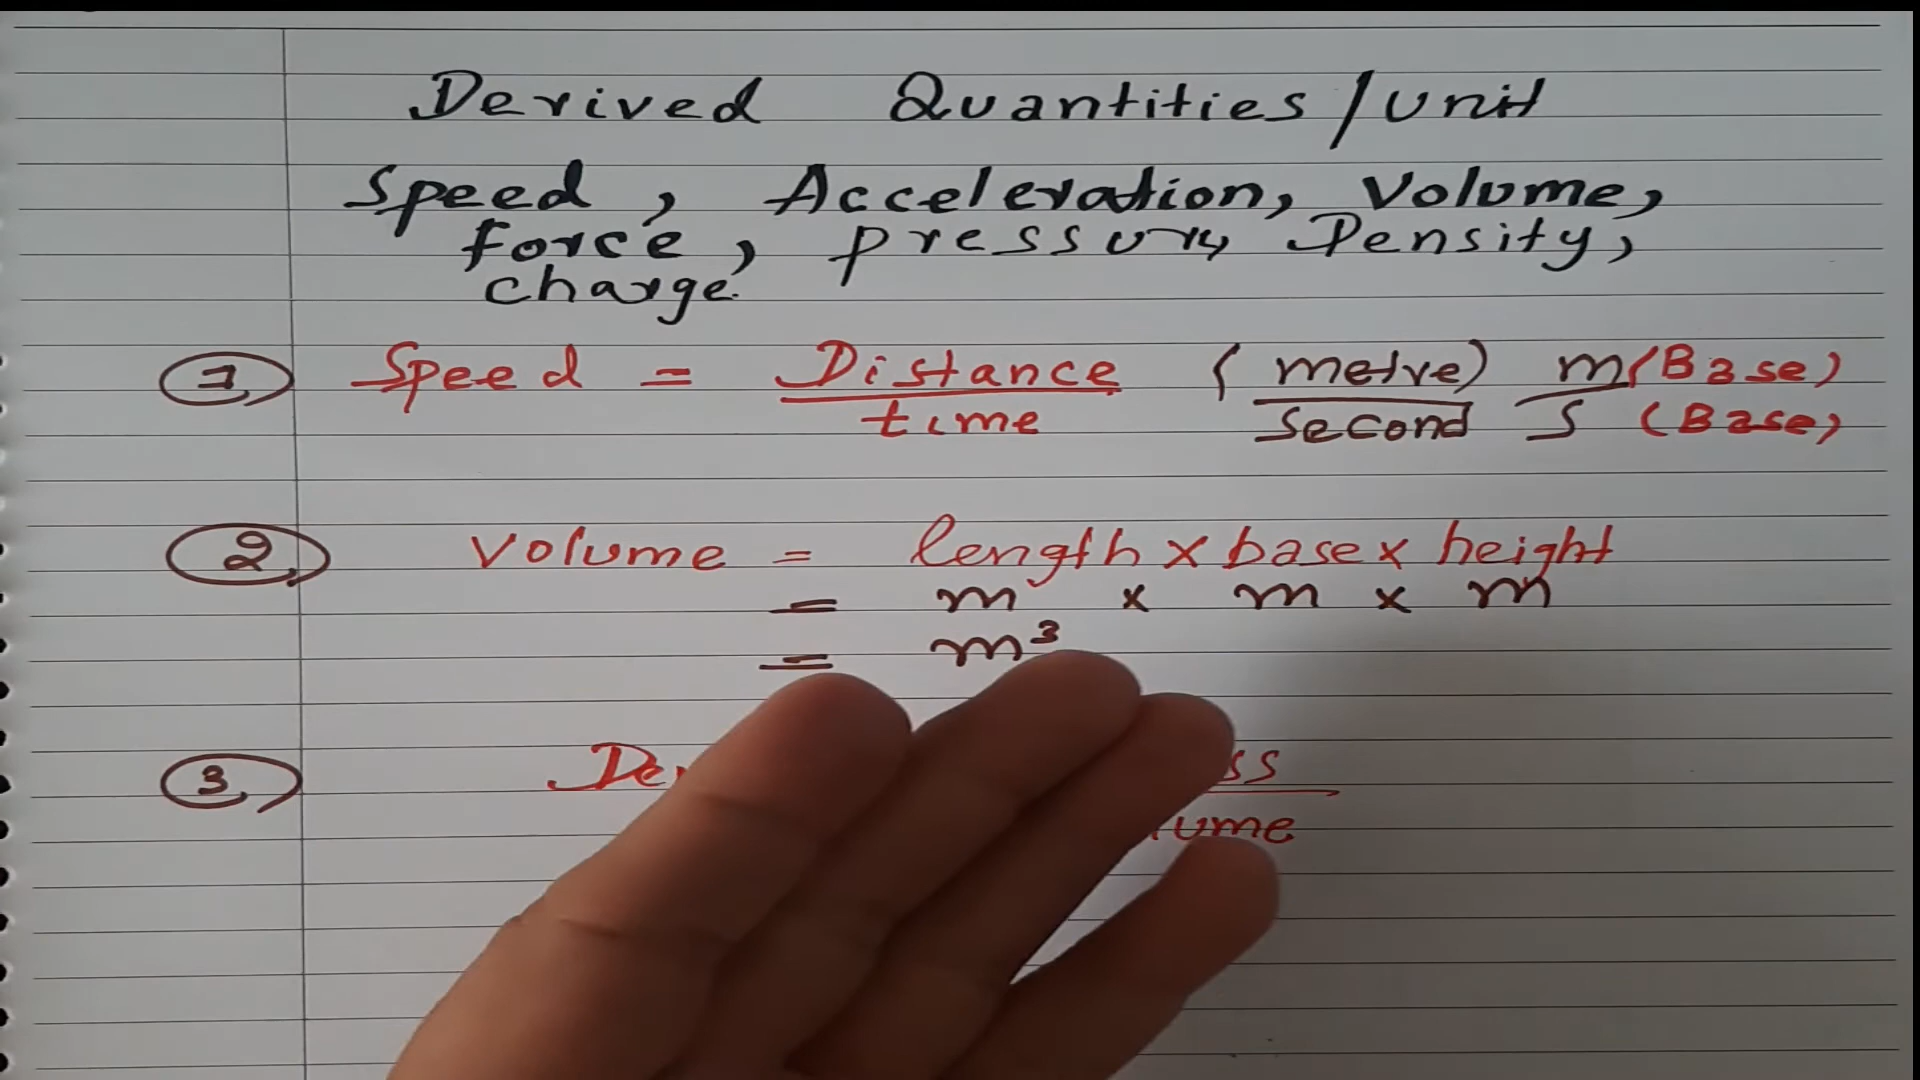 Derived Quantities/unit
Speed, Acceleration, Volume,
force, pressure, Density,
charge.
1.) Speed = Distance (metre) m(Base)
time second s (Base)
2.) Volume = length x base x height
= m x m x m
= m³
3.)